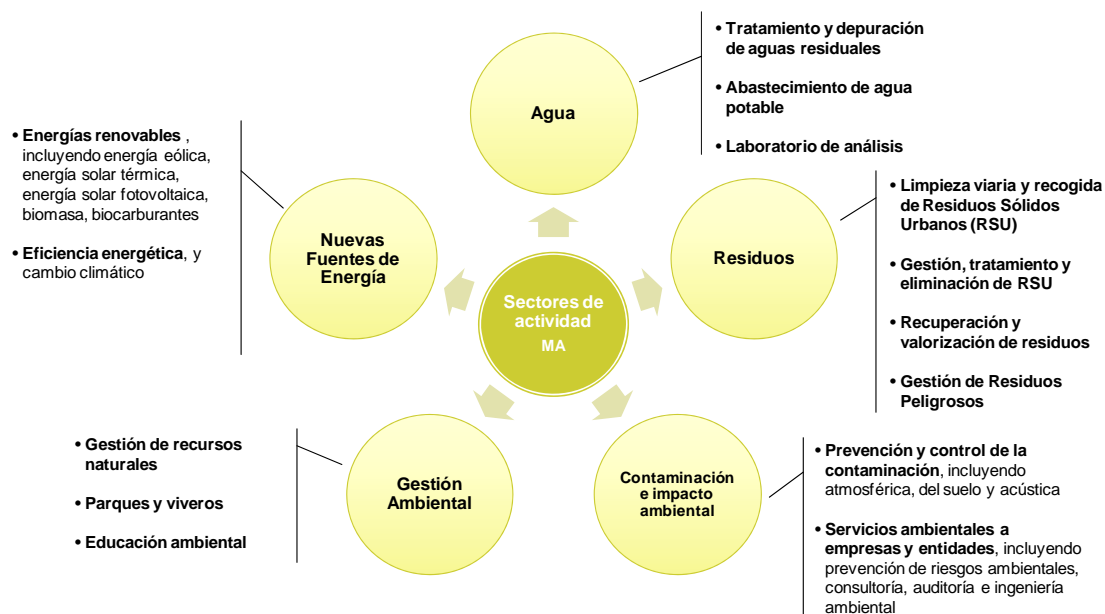 Agua
• Tratamiento y depuración
de aguas residuales
• Abastecimiento de agua
potable
• Laboratorio de análisis
• Energías renovables ,
incluyendo energía eólica,
energía solar térmica,
energía solar fotovoltaica,
biomasa, biocarburantes
• Eficiencia energética, y
cambio climático
Nuevas
Fuentes de
Energía
Residuos
• Limpieza viaria y recogida
de Residuos Sólidos
Urbanos (RSU)
• Gestión, tratamiento y
eliminación de RSU
• Recuperación y
valorización de residuos
• Gestión de Residuos
Peligrosos
Sectores de
actividad
MA
• Gestión de recursos
naturales
• Parques y viveros
• Educación ambiental
Gestión
Ambiental
Contaminación
e impacto
ambiental
• Prevención y control de la
contaminación, incluyendo
atmosférica, del suelo y acústica
• Servicios ambientales a
empresas y entidades, incluyendo
prevención de riesgos ambientales,
consultoría, auditoría e ingeniería
ambiental